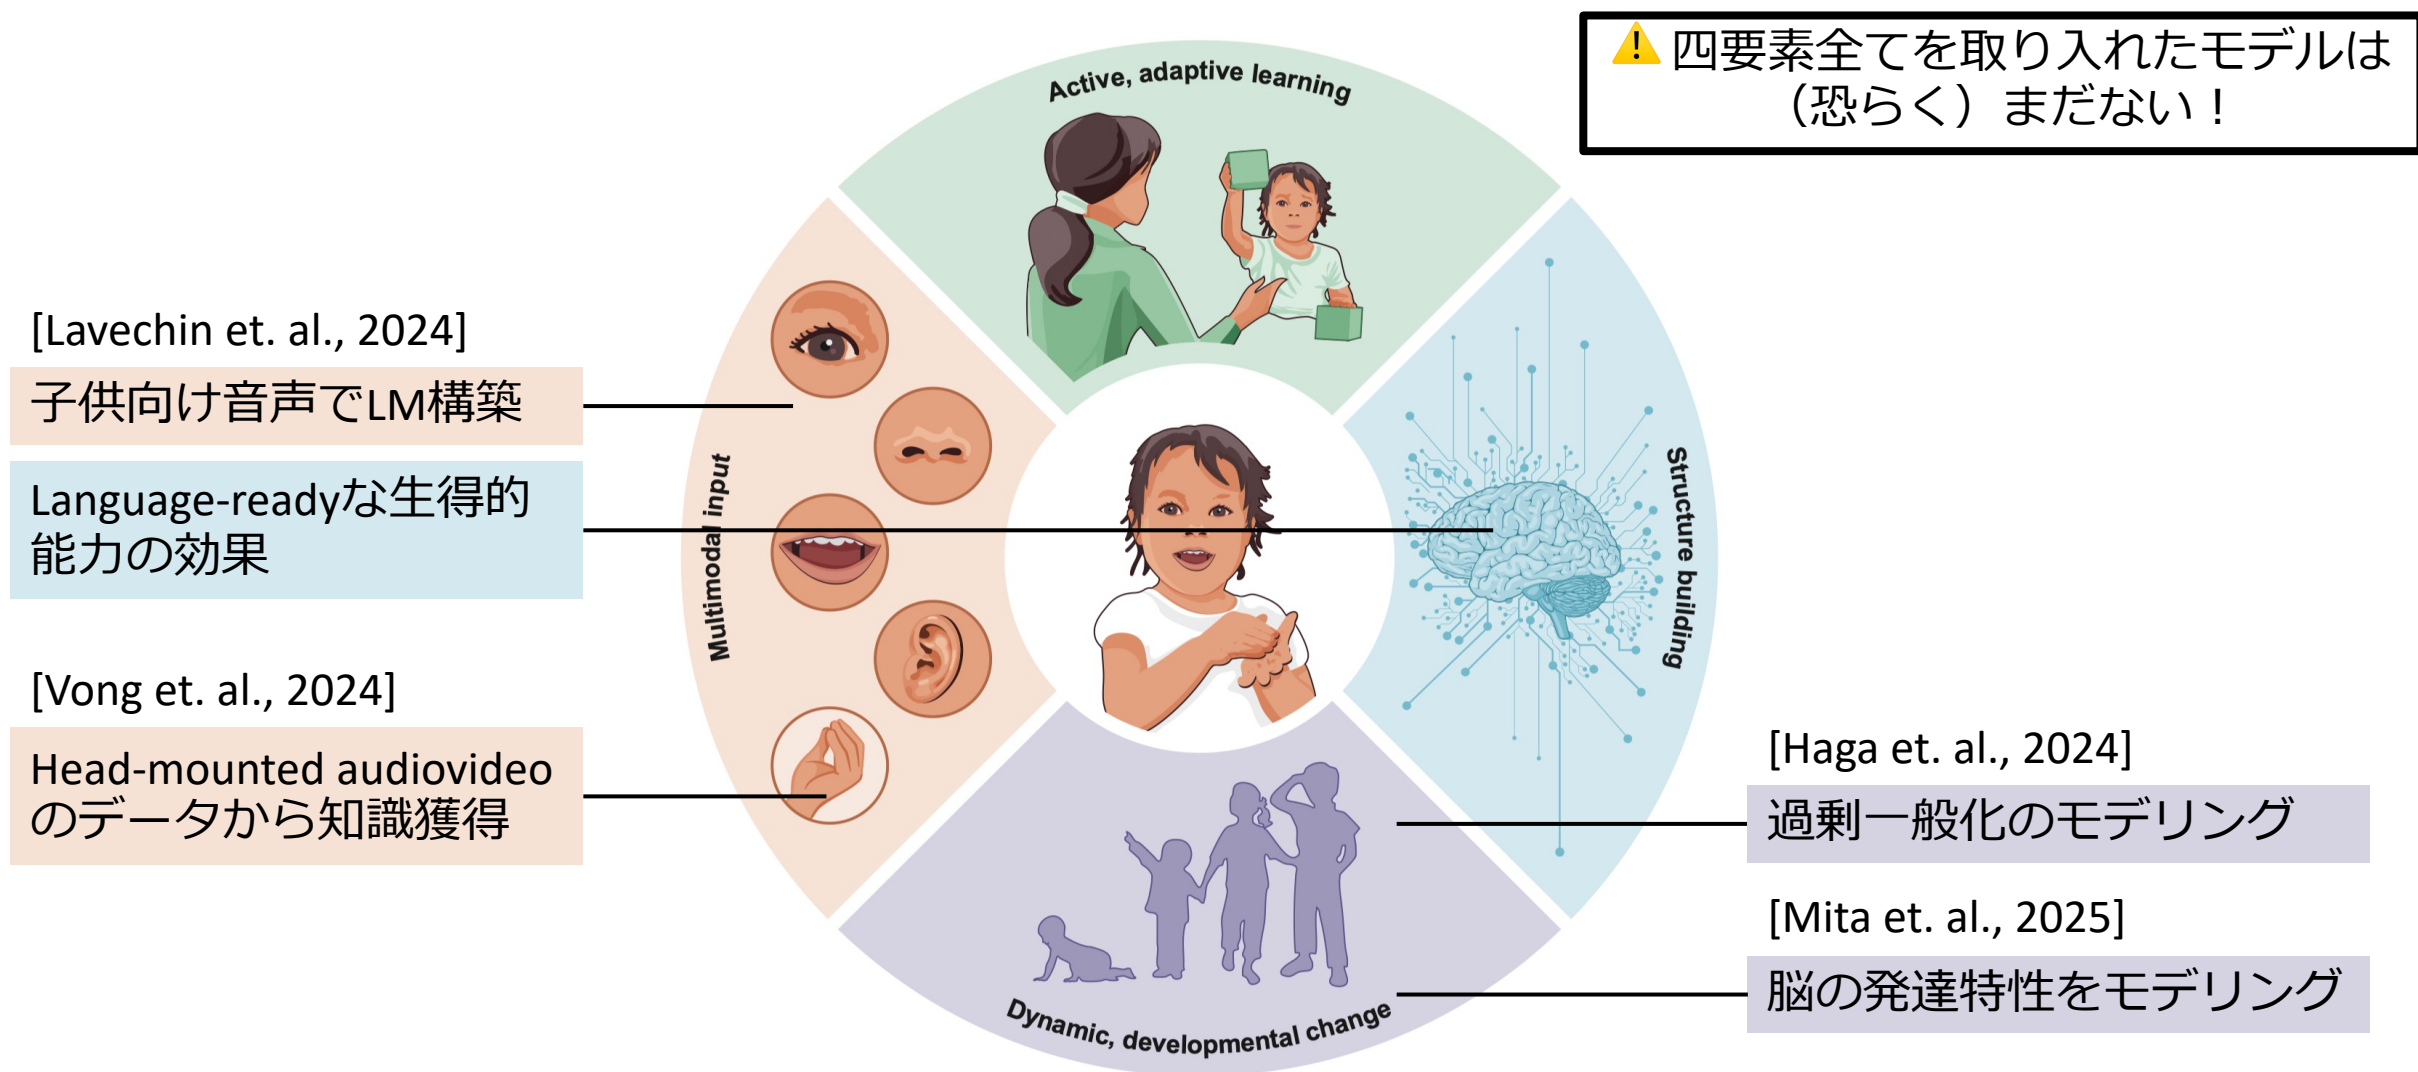 ⚠ 四要素全てを取り入れたモデルは
（恐らく）まだない！
Active, adaptive learning
[Lavechin et. al., 2024]
子供向け音声でLM構築
Language-readyな生得的
能力の効果
Multimodal input
Structure building
[Vong et. al., 2024]
Head-mounted audiovideo
のデータから知識獲得
[Haga et. al., 2024]
過剰一般化のモデリング
[Mita et. al., 2025]
脳の発達特性をモデリング
Dynamic, developmental change